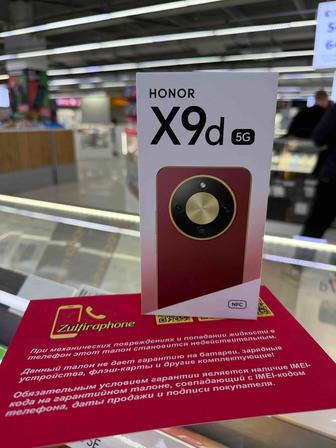 HONOR
X9d 5G
NFC
Zulfiraphone
При механических повреждениях и попадании жидкости в
телефон этот талон становится недействительным.
Данный талон не дает гарантию на батареи, зарядные
устройства, флэш-карты и другие комплектующие!
Обязательным условием гарантии является наличие IMEI-
кода на гарантийном талоне, совпадающий с IMEI-кодом
телефона, даты продажи и подписи покупателя.